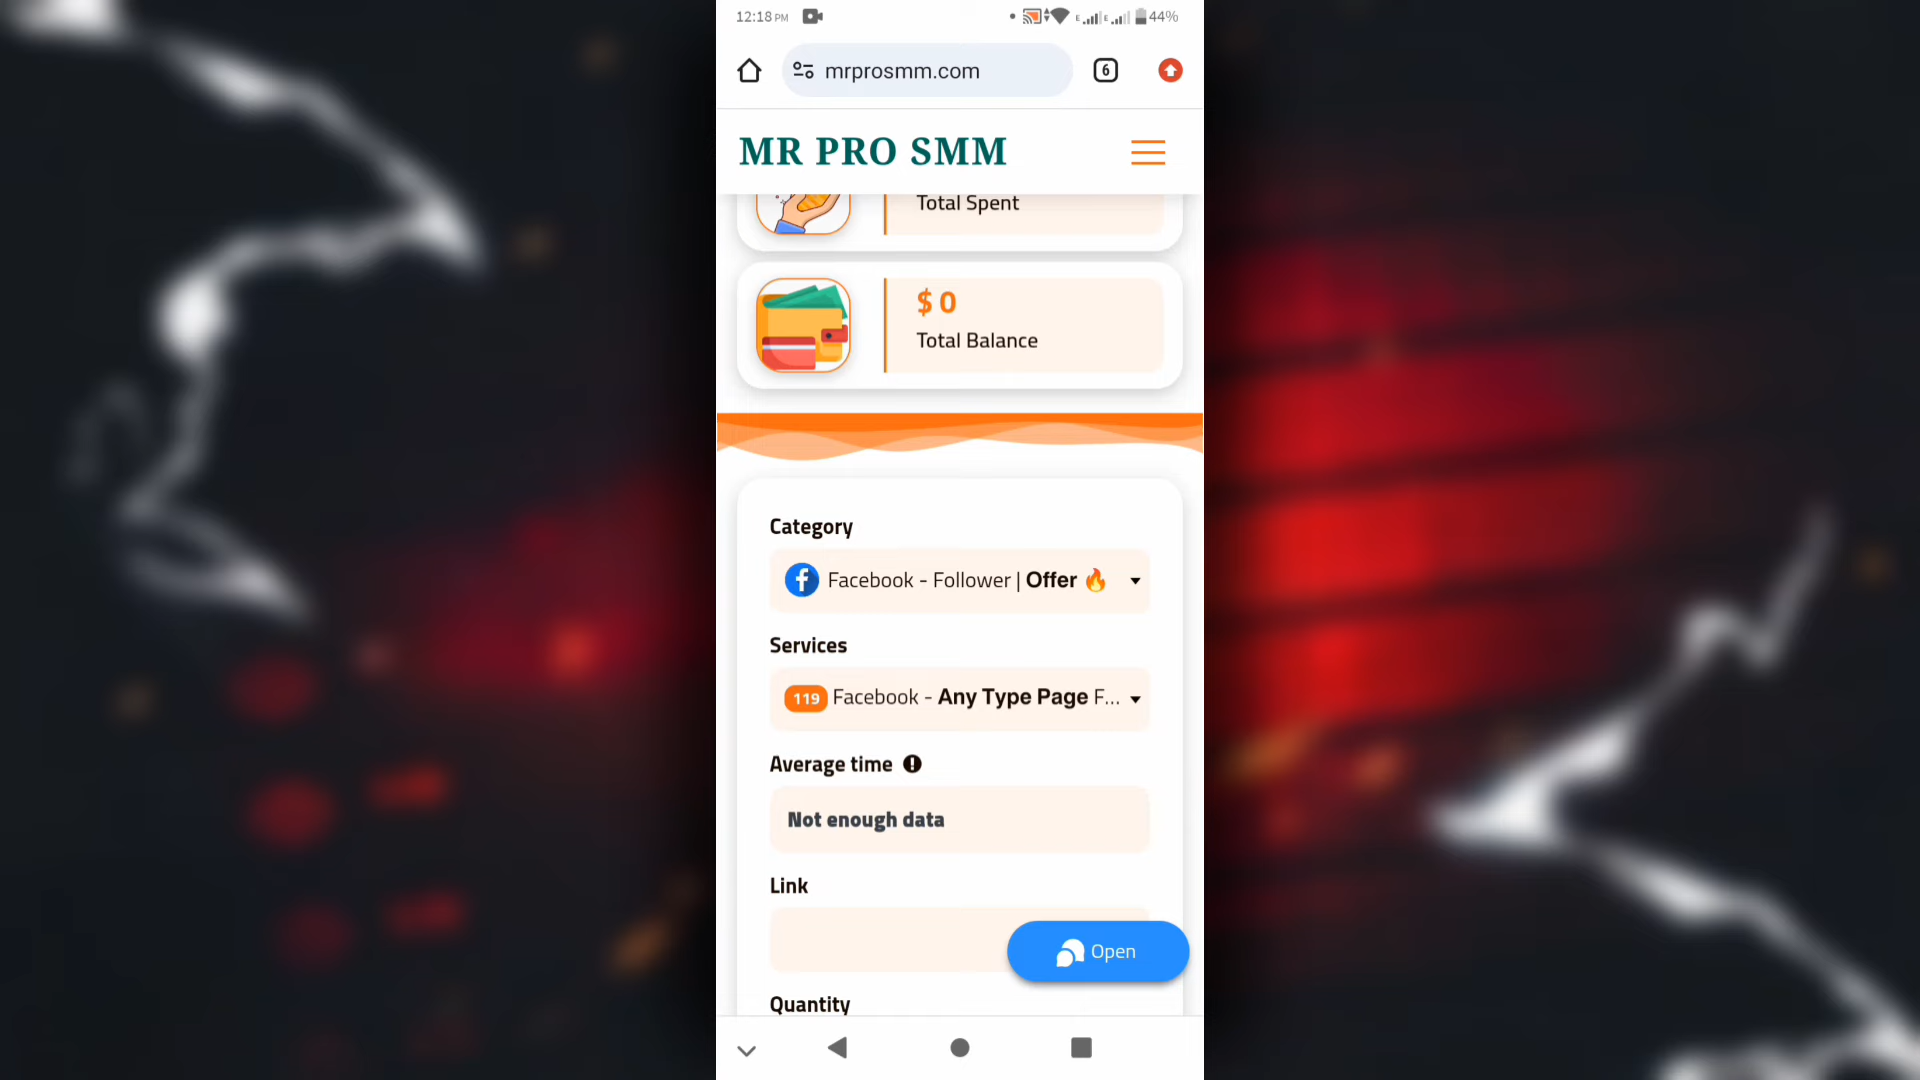 12:18 PM
44%
mrprosmm.com
6
MR PRO SMM
Total Spent
$ 0
Total Balance
Category
Facebook - Follower | Offer 🔥
Services
119 Facebook - Any Type Page F...
Average time
Not enough data
Link
Open
Quantity